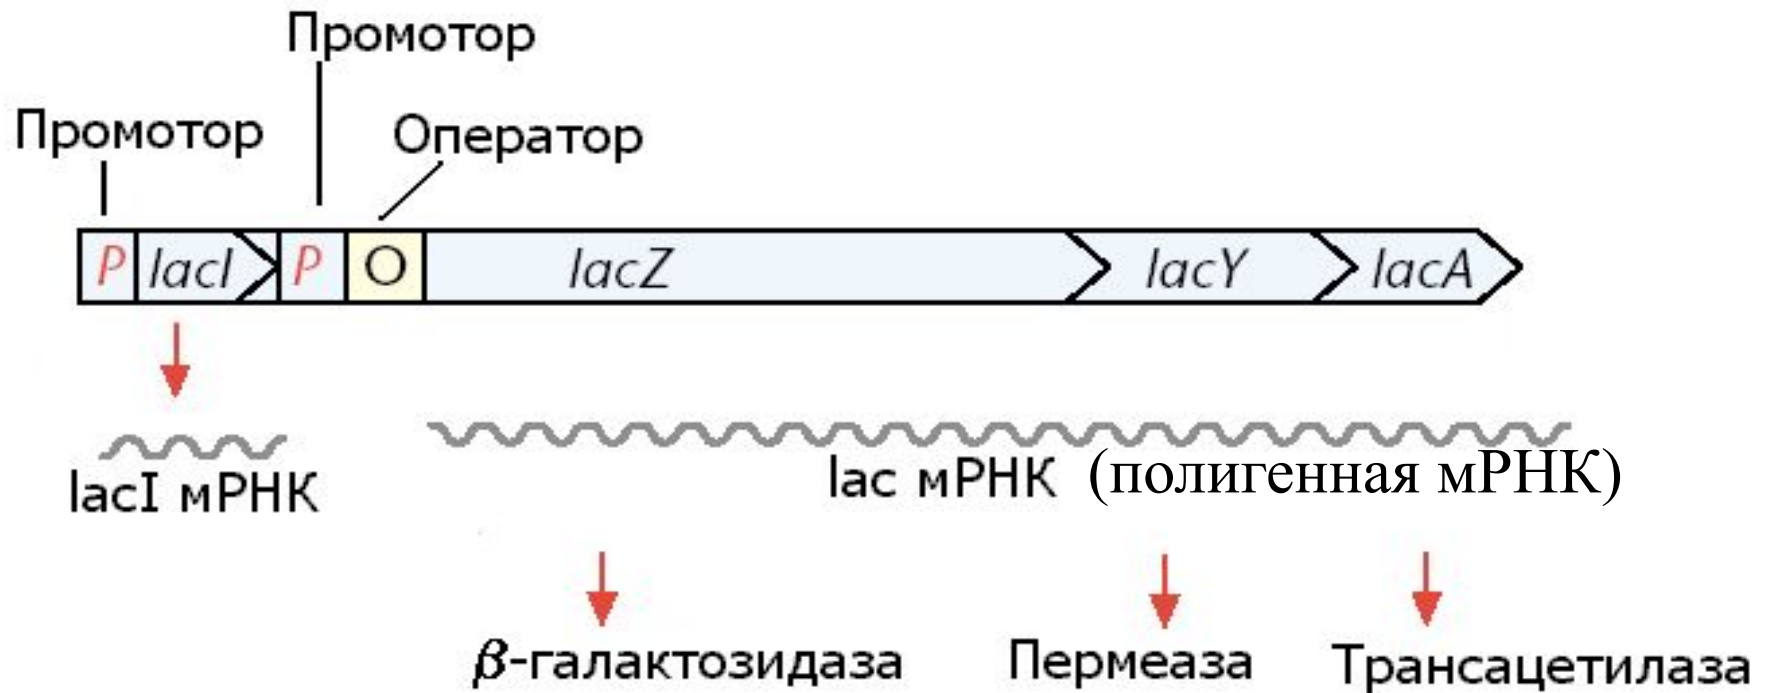 Промотор
Промотор
Оператор
P lacI P O lacZ lacY lacA
lacI мРНК
lac мРНК (полигенная мРНК)
β-галактозидаза Пермеаза Трансацетилаза